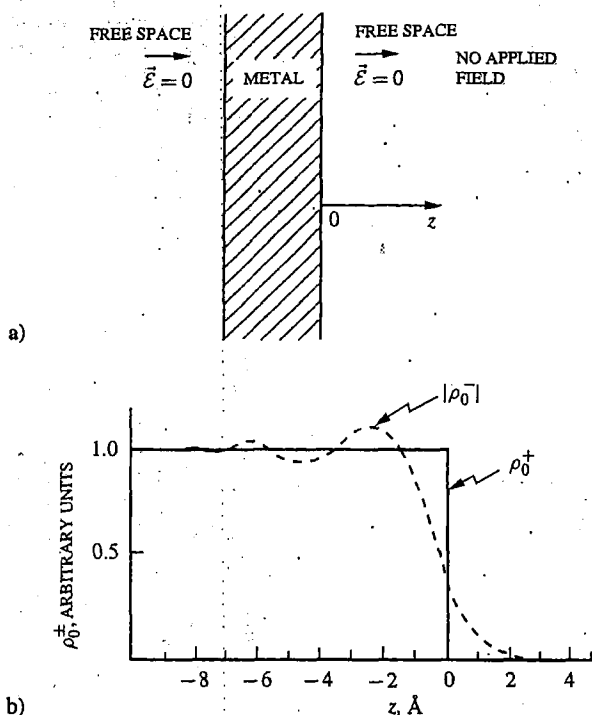 FREE SPACE
FREE SPACE
NO APPLIED
FIELD
METAL
ℰ⃗ = 0
ℰ⃗ = 0
0
z
a)
|ρ₀⁻|
ρ₀⁺
ρ₀^±, ARBITRARY UNITS
1.0
0.5
−8 −6 −4 −2 0 2 4
z, Å
b)